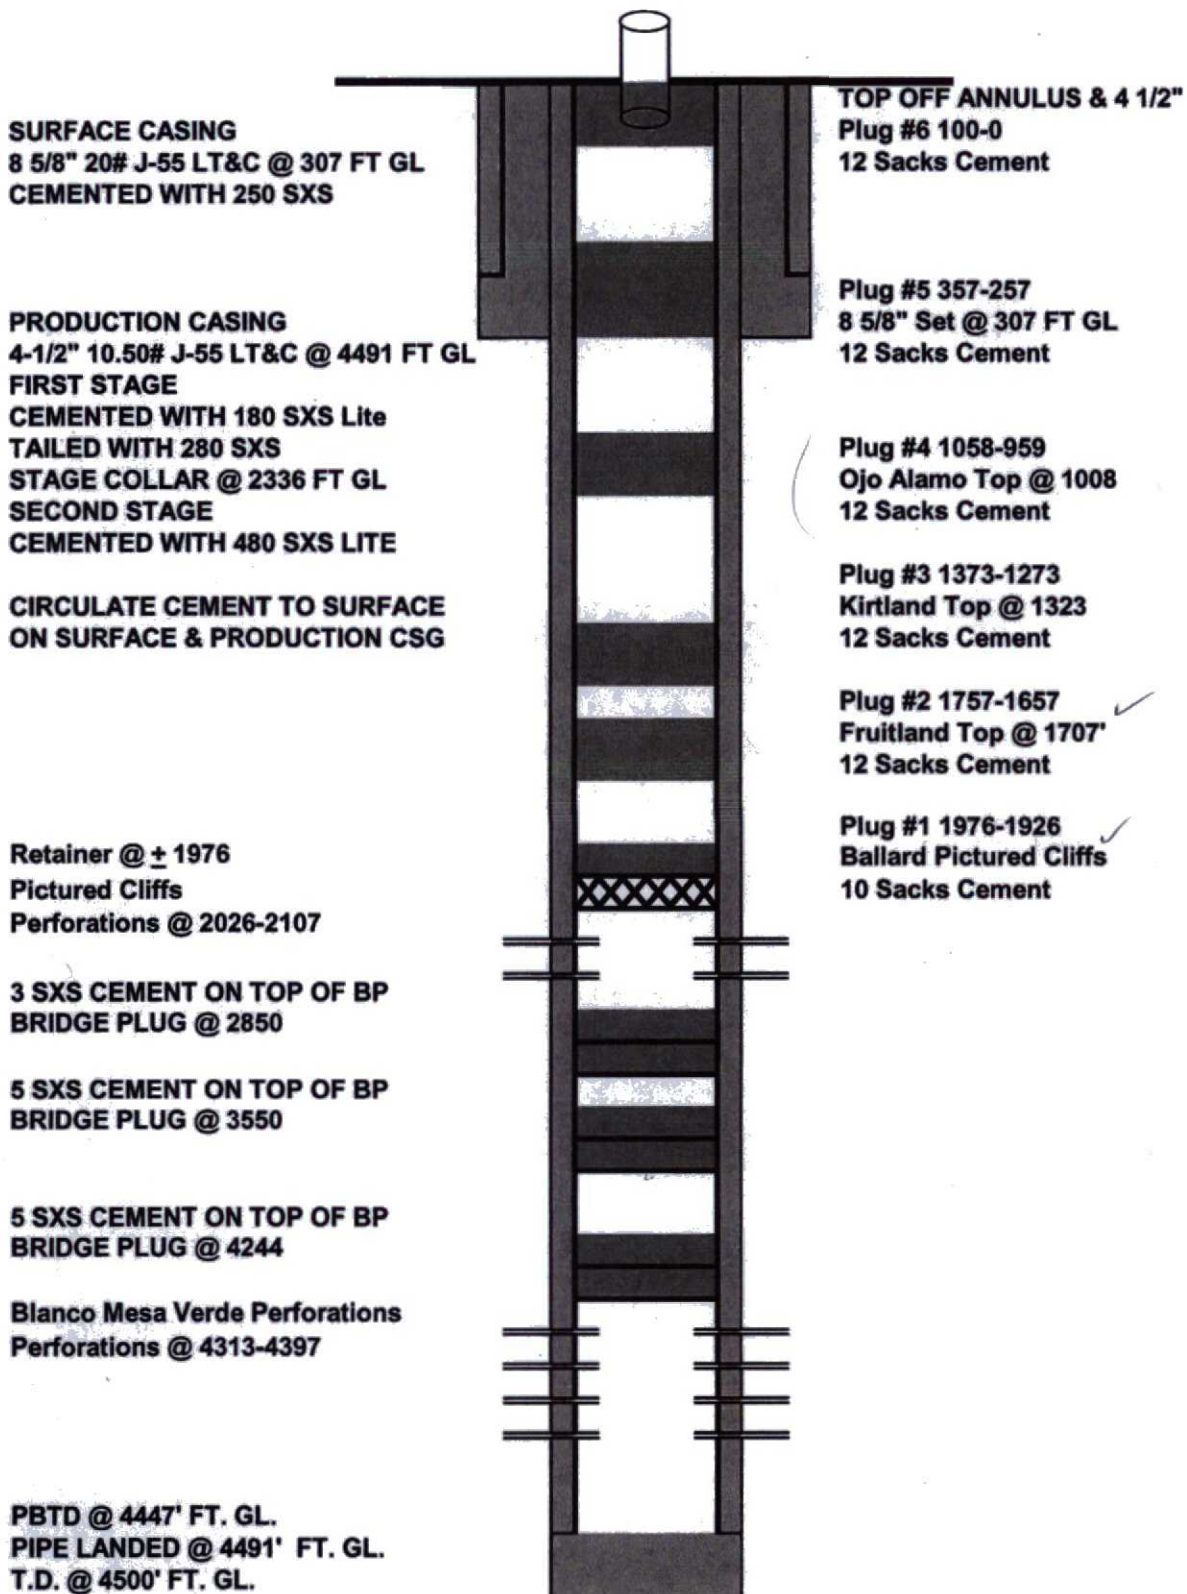 SURFACE CASING
8 5/8" 20# J-55 LT&C @ 307 FT GL
CEMENTED WITH 250 SXS
PRODUCTION CASING
4-1/2" 10.50# J-55 LT&C @ 4491 FT GL
FIRST STAGE
CEMENTED WITH 180 SXS Lite
TAILED WITH 280 SXS
STAGE COLLAR @ 2336 FT GL
SECOND STAGE
CEMENTED WITH 480 SXS LITE
CIRCULATE CEMENT TO SURFACE
ON SURFACE & PRODUCTION CSG
Retainer @ ± 1976
Pictured Cliffs
Perforations @ 2026-2107
3 SXS CEMENT ON TOP OF BP
BRIDGE PLUG @ 2850
5 SXS CEMENT ON TOP OF BP
BRIDGE PLUG @ 3550
5 SXS CEMENT ON TOP OF BP
BRIDGE PLUG @ 4244
Blanco Mesa Verde Perforations
Perforations @ 4313-4397
PBTD @ 4447' FT. GL.
PIPE LANDED @ 4491' FT. GL.
T.D. @ 4500' FT. GL.
TOP OFF ANNULUS & 4 1/2"
Plug #6 100-0
12 Sacks Cement
Plug #5 357-257
8 5/8" Set @ 307 FT GL
12 Sacks Cement
Plug #4 1058-959
Ojo Alamo Top @ 1008
12 Sacks Cement
Plug #3 1373-1273
Kirtland Top @ 1323
12 Sacks Cement
Plug #2 1757-1657
Fruitland Top @ 1707'
12 Sacks Cement
Plug #1 1976-1926
Ballard Pictured Cliffs
10 Sacks Cement